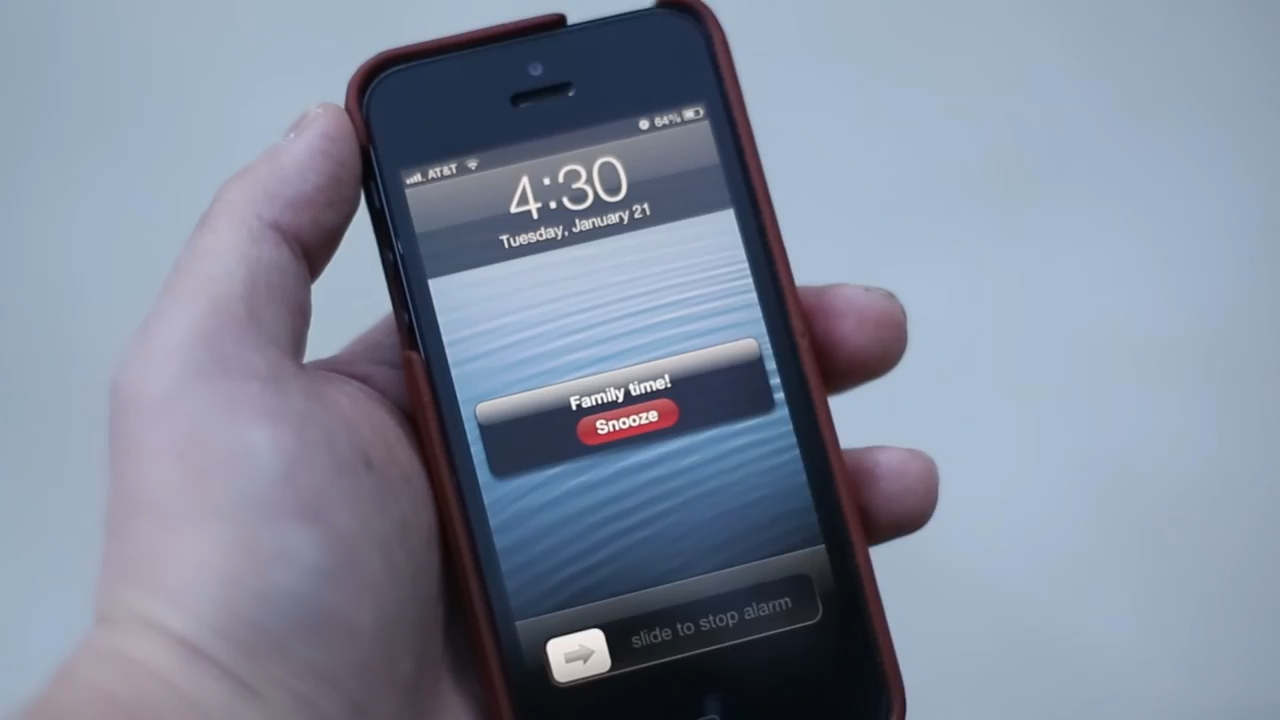 AT&T
64%
4:30
Tuesday, January 21
Family time!
Snooze
slide to stop alarm